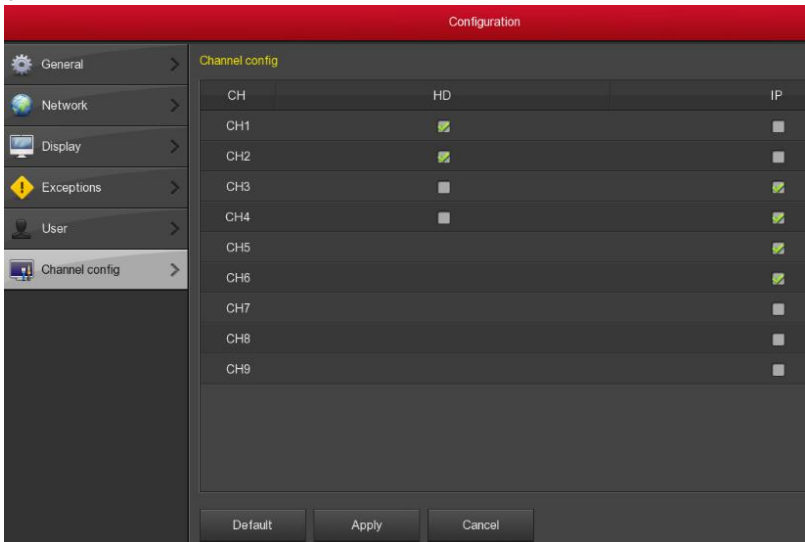 Configuration
General
Network
Display
Exceptions
User
Channel config
Channel config
CH HD IP
CH1
CH2
CH3
CH4
CH5
CH6
CH7
CH8
CH9
Default Apply Cancel